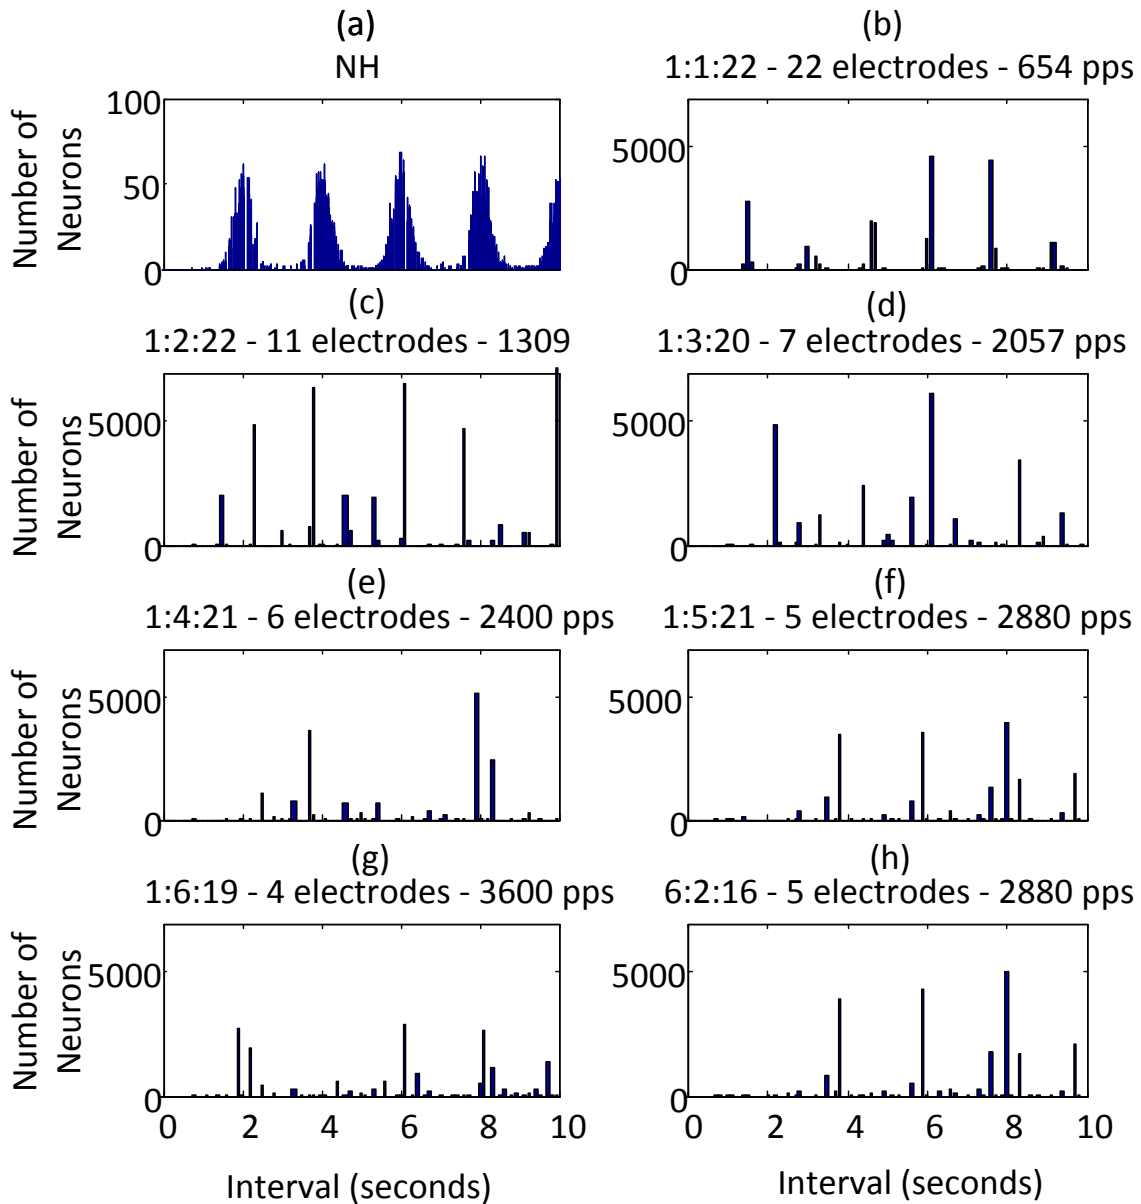 (a)
NH
100
50
0
Number of
Neurons
(b)
1:1:22 - 22 electrodes - 654 pps
5000
0
(c)
1:2:22 - 11 electrodes - 1309
5000
0
Number of
Neurons
(d)
1:3:20 - 7 electrodes - 2057 pps
5000
0
(e)
1:4:21 - 6 electrodes - 2400 pps
5000
0
Number of
Neurons
(f)
1:5:21 - 5 electrodes - 2880 pps
5000
0
(g)
1:6:19 - 4 electrodes - 3600 pps
5000
0
Number of
Neurons
0 2 4 6 8 10
Interval (seconds)
(h)
6:2:16 - 5 electrodes - 2880 pps
5000
0
0 2 4 6 8 10
Interval (seconds)